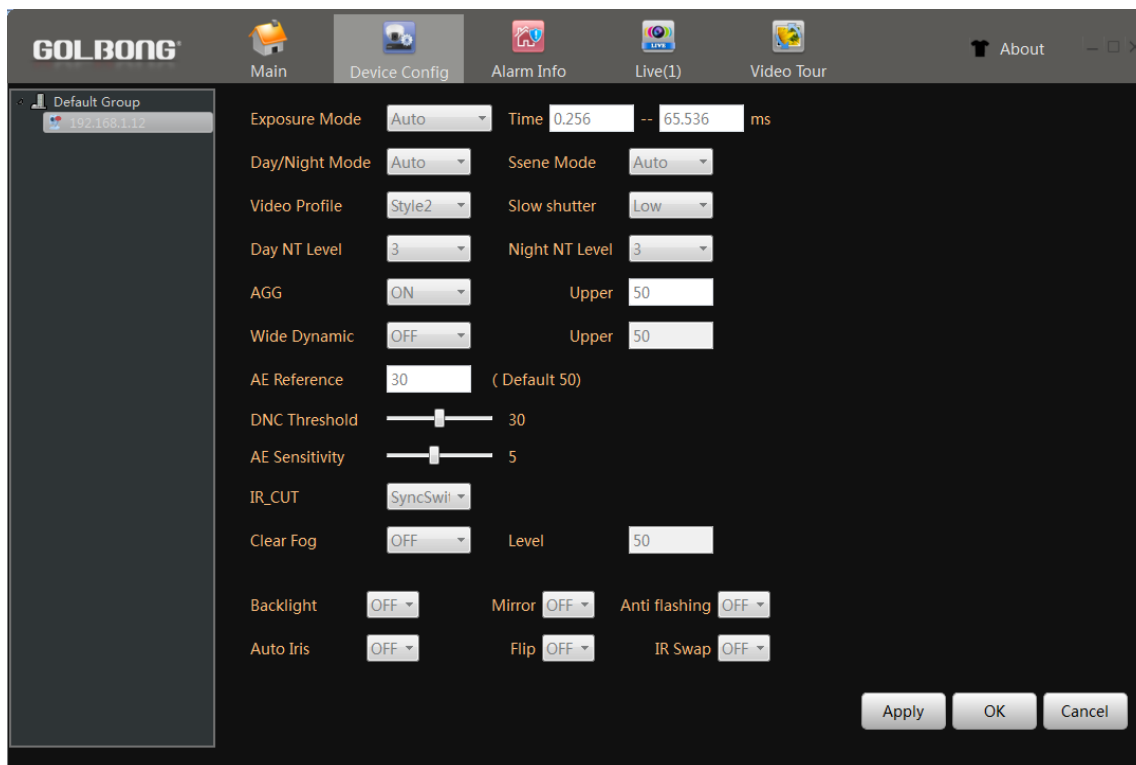 GOLBONG
Main
Device Config
Alarm Info
Live(1)
Video Tour
About
Default Group
192.168.1.12
Exposure Mode Auto Time 0.256 -- 65.536 ms
Day/Night Mode Auto Ssene Mode Auto
Video Profile Style2 Slow shutter Low
Day NT Level 3 Night NT Level 3
AGG ON Upper 50
Wide Dynamic OFF Upper 50
AE Reference 30 ( Default 50)
DNC Threshold 30
AE Sensitivity 5
IR_CUT SyncSwit
Clear Fog OFF Level 50
Backlight OFF Mirror OFF Anti flashing OFF
Auto Iris OFF Flip OFF IR Swap OFF
Apply OK Cancel